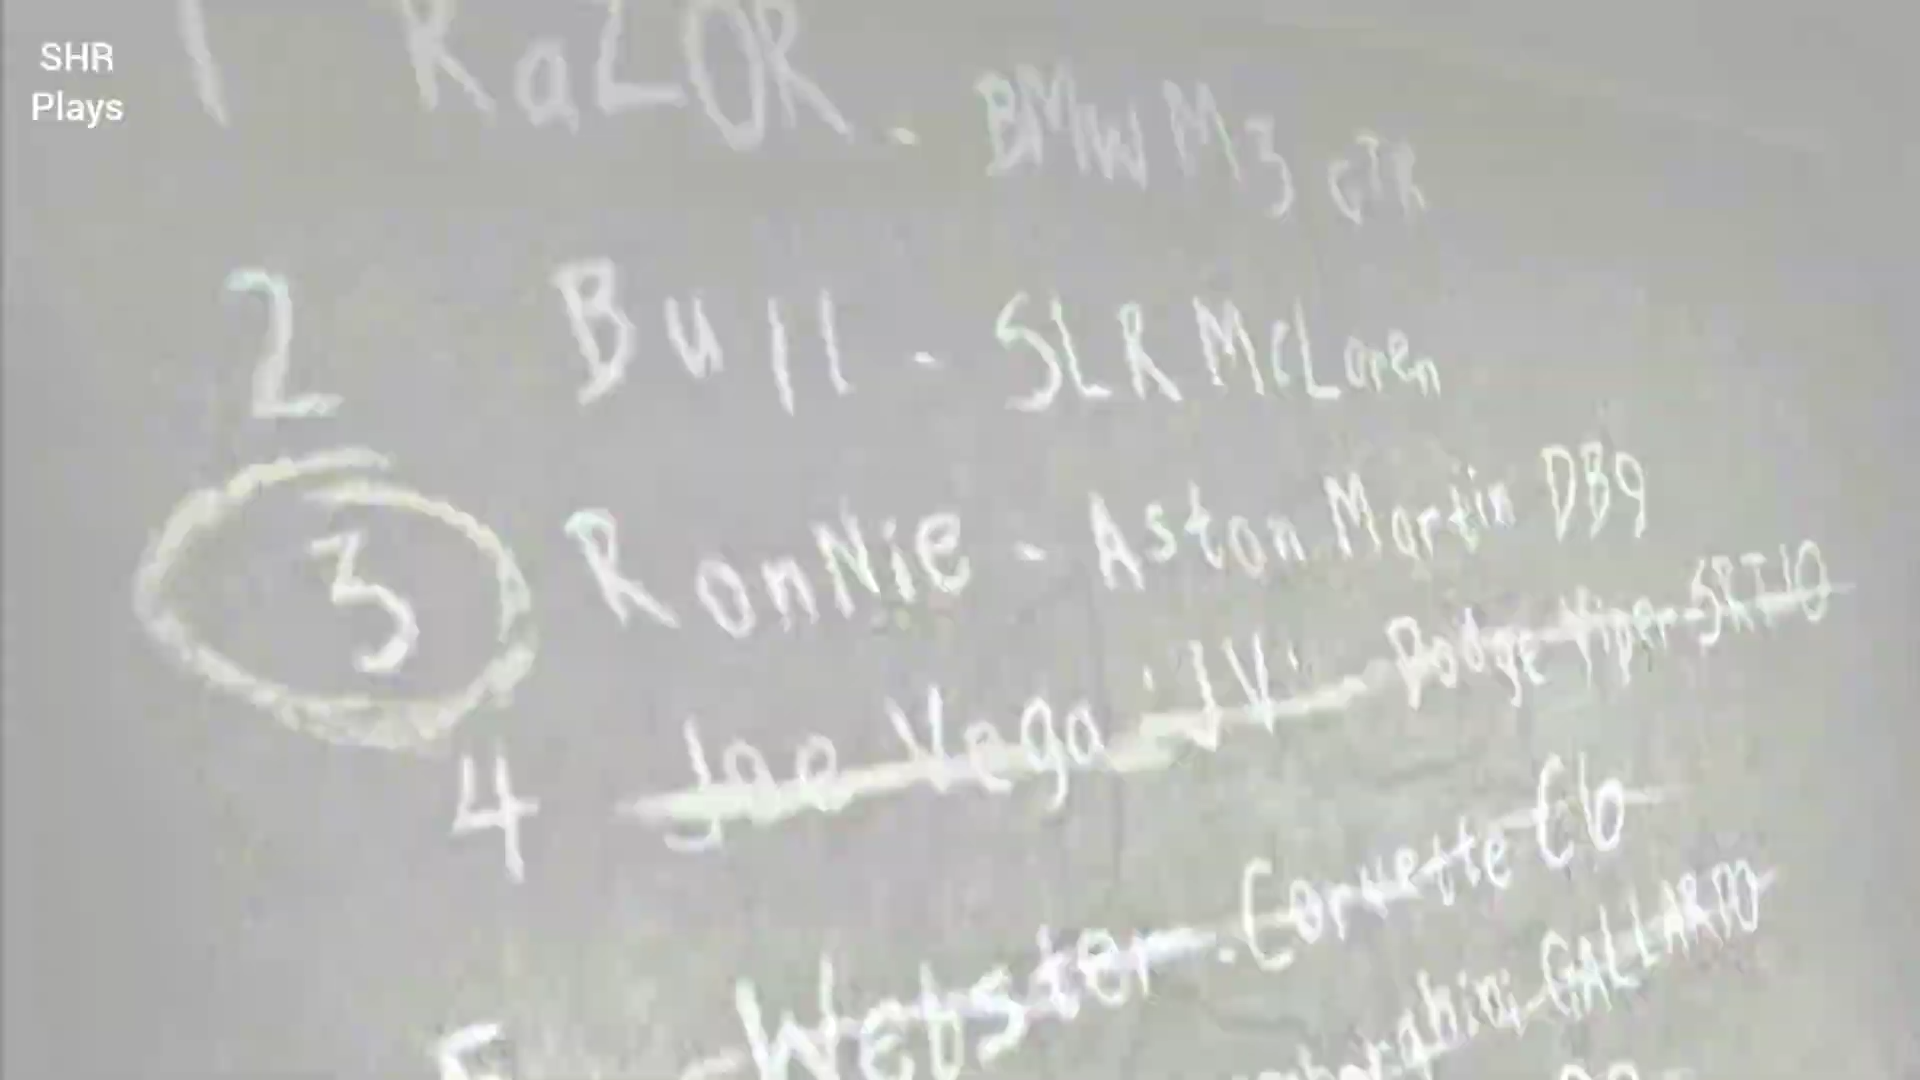 SHR
Plays
1 RaZOR - BMW M3 GTR
2 Bull - SLR McLaren
3 RonNie - Aston Martin DB9
4 Joe Vega "JV" - Dodge Viper SRT10
5 - Webster - Corvette C6
GALLARDO